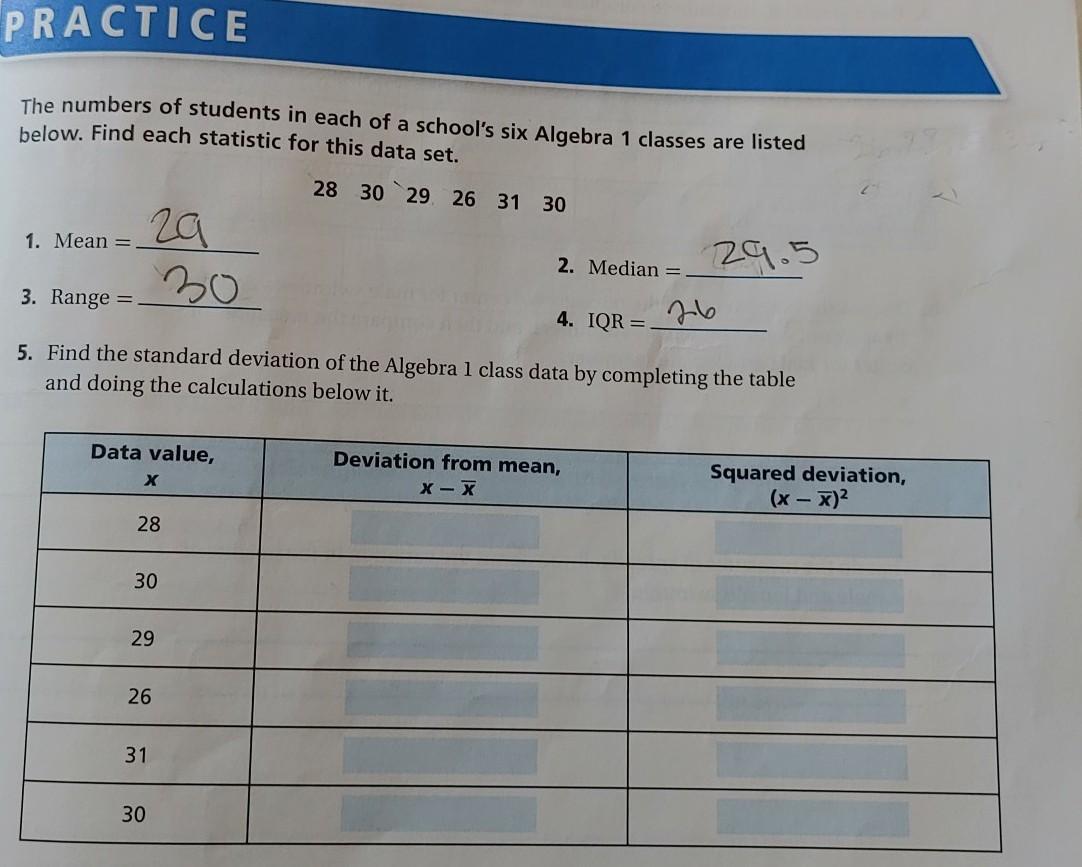 PRACTICE
The numbers of students in each of a school's six Algebra 1 classes are listed
below. Find each statistic for this data set.
28 30 29 26 31 30
1. Mean = 29
2. Median = 29.5
3. Range = 30
4. IQR = 26
5. Find the standard deviation of the Algebra 1 class data by completing the table
and doing the calculations below it.
Data value,
x
Deviation from mean,
x − x̅
Squared deviation,
(x − x̅)²
28
30
29
26
31
30